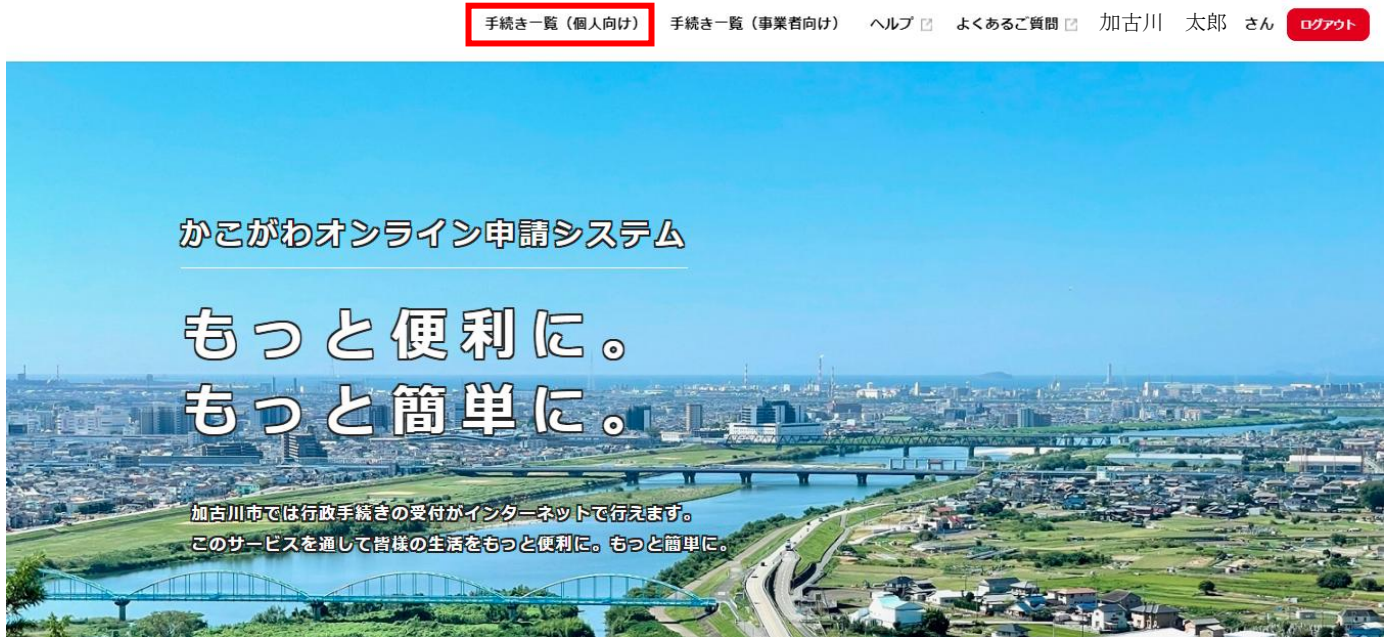 手続き一覧（個人向け） 手続き一覧（事業者向け） ヘルプ よくあるご質問 加古川　太郎　さん ログアウト
かこがわオンライン申請システム
もっと便利に。
もっと簡単に。
加古川市では行政手続きの受付がインターネットで行えます。
このサービスを通して皆様の生活をもっと便利に。もっと簡単に。